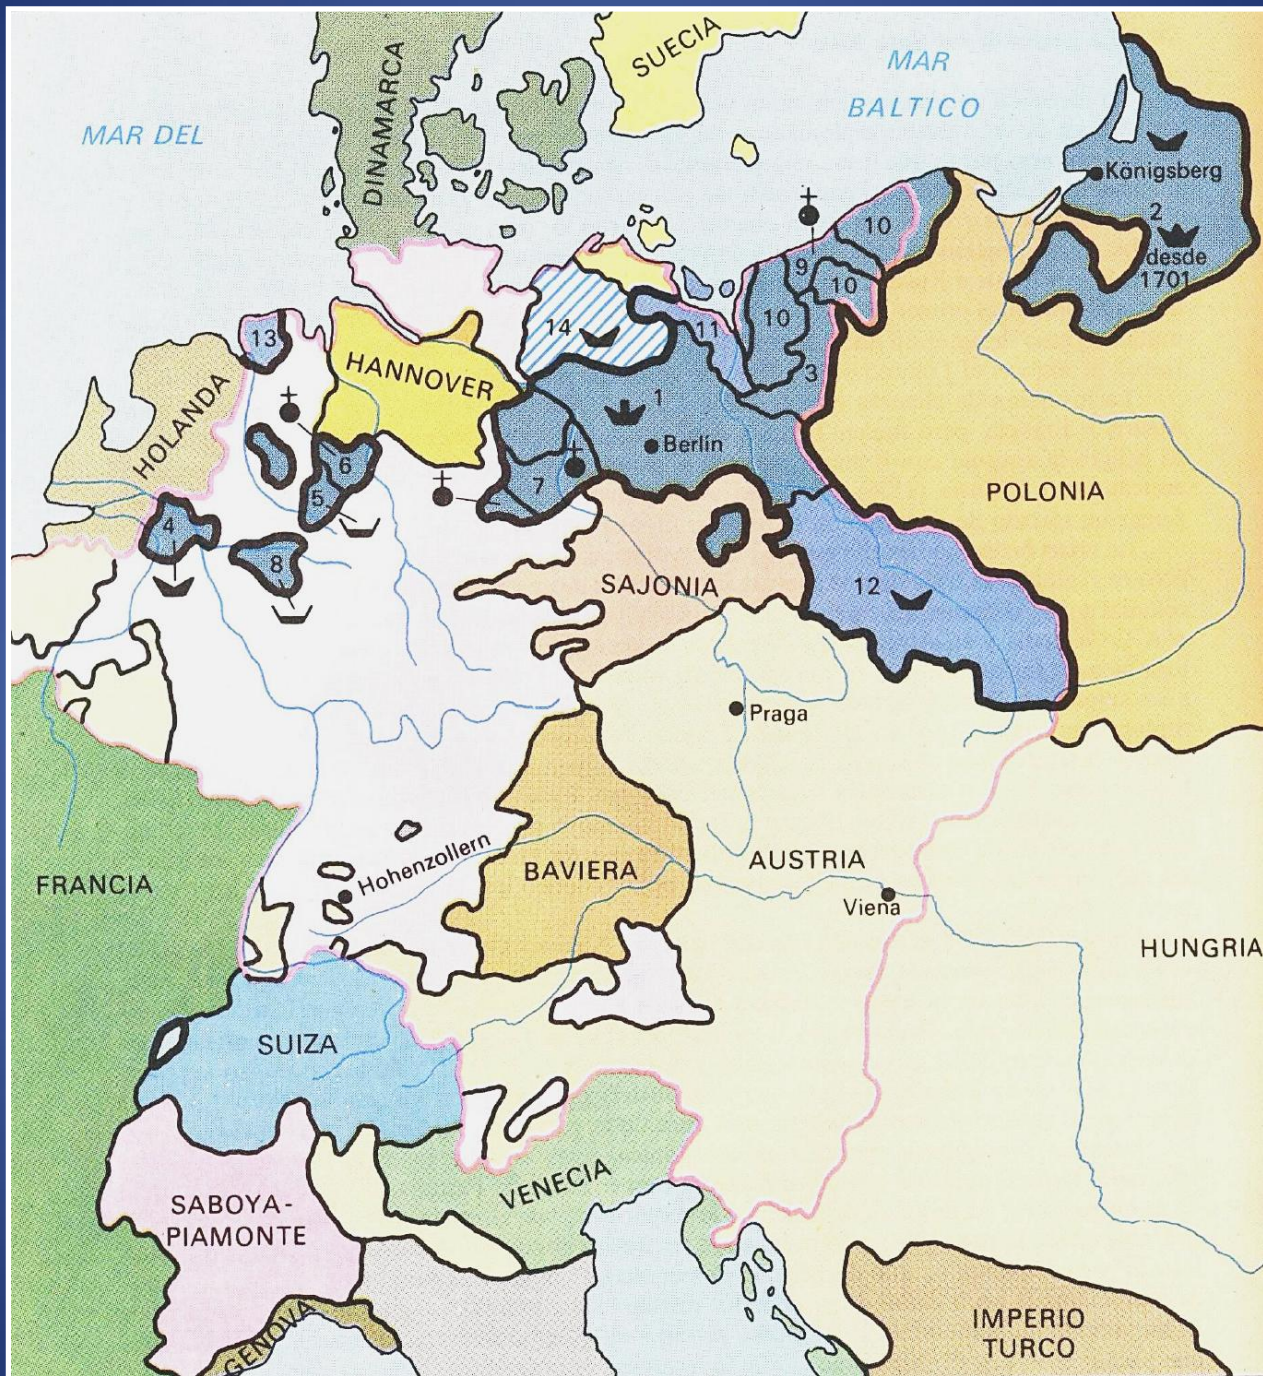 SUECIA
MAR
BALTICO
DINAMARCA
MAR DEL
Königsberg
2
desde
1701
10
9
10
10
3
11
14
13
HANNOVER
HOLANDA
1
Berlín
6
5
7
4
8
POLONIA
SAJONIA
12
Praga
Hohenzollern
BAVIERA
AUSTRIA
Viena
FRANCIA
HUNGRIA
SUIZA
VENECIA
SABOYA-
PIAMONTE
GENOVA
IMPERIO
TURCO